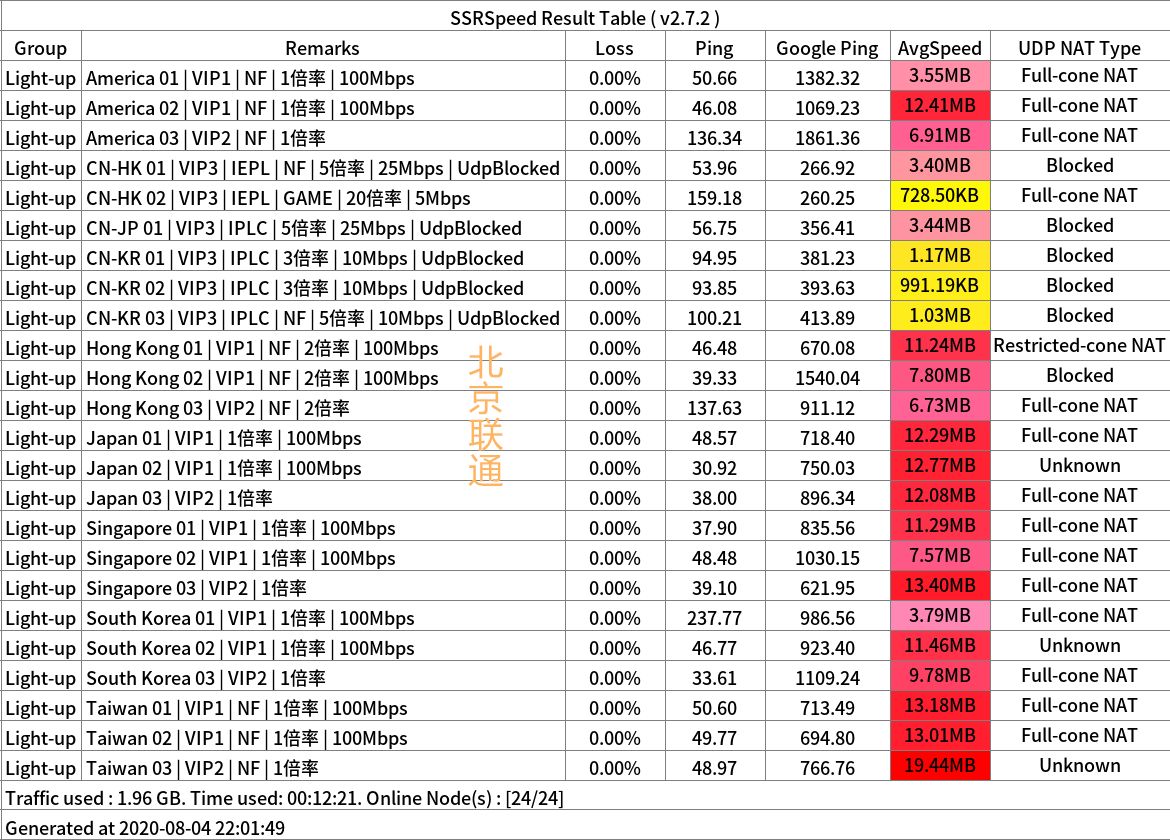 SSRSpeed Result Table ( v2.7.2 )
Group Remarks Loss Ping Google Ping AvgSpeed UDP NAT Type
Light-up America 01 | VIP1 | NF | 1倍率 | 100Mbps 0.00% 50.66 1382.32 3.55MB Full-cone NAT
Light-up America 02 | VIP1 | NF | 1倍率 | 100Mbps 0.00% 46.08 1069.23 12.41MB Full-cone NAT
Light-up America 03 | VIP2 | NF | 1倍率 0.00% 136.34 1861.36 6.91MB Full-cone NAT
Light-up CN-HK 01 | VIP3 | IEPL | NF | 5倍率 | 25Mbps | UdpBlocked 0.00% 53.96 266.92 3.40MB Blocked
Light-up CN-HK 02 | VIP3 | IEPL | GAME | 20倍率 | 5Mbps 0.00% 159.18 260.25 728.50KB Full-cone NAT
Light-up CN-JP 01 | VIP3 | IPLC | 5倍率 | 25Mbps | UdpBlocked 0.00% 56.75 356.41 3.44MB Blocked
Light-up CN-KR 01 | VIP3 | IPLC | 3倍率 | 10Mbps | UdpBlocked 0.00% 94.95 381.23 1.17MB Blocked
Light-up CN-KR 02 | VIP3 | IPLC | 3倍率 | 10Mbps | UdpBlocked 0.00% 93.85 393.63 991.19KB Blocked
Light-up CN-KR 03 | VIP3 | IPLC | NF | 5倍率 | 10Mbps | UdpBlocked 0.00% 100.21 413.89 1.03MB Blocked
Light-up Hong Kong 01 | VIP1 | NF | 2倍率 | 100Mbps 0.00% 46.48 670.08 11.24MB Restricted-cone NAT
Light-up Hong Kong 02 | VIP1 | NF | 2倍率 | 100Mbps 0.00% 39.33 1540.04 7.80MB Blocked
Light-up Hong Kong 03 | VIP2 | NF | 2倍率 0.00% 137.63 911.12 6.73MB Full-cone NAT
Light-up Japan 01 | VIP1 | 1倍率 | 100Mbps 0.00% 48.57 718.40 12.29MB Full-cone NAT
Light-up Japan 02 | VIP1 | 1倍率 | 100Mbps 0.00% 30.92 750.03 12.77MB Unknown
Light-up Japan 03 | VIP2 | 1倍率 0.00% 38.00 896.34 12.08MB Full-cone NAT
Light-up Singapore 01 | VIP1 | 1倍率 | 100Mbps 0.00% 37.90 835.56 11.29MB Full-cone NAT
Light-up Singapore 02 | VIP1 | 1倍率 | 100Mbps 0.00% 48.48 1030.15 7.57MB Full-cone NAT
Light-up Singapore 03 | VIP2 | 1倍率 0.00% 39.10 621.95 13.40MB Full-cone NAT
Light-up South Korea 01 | VIP1 | 1倍率 | 100Mbps 0.00% 237.77 986.56 3.79MB Full-cone NAT
Light-up South Korea 02 | VIP1 | 1倍率 | 100Mbps 0.00% 46.77 923.40 11.46MB Unknown
Light-up South Korea 03 | VIP2 | 1倍率 0.00% 33.61 1109.24 9.78MB Full-cone NAT
Light-up Taiwan 01 | VIP1 | NF | 1倍率 | 100Mbps 0.00% 50.60 713.49 13.18MB Full-cone NAT
Light-up Taiwan 02 | VIP1 | NF | 1倍率 | 100Mbps 0.00% 49.77 694.80 13.01MB Full-cone NAT
Light-up Taiwan 03 | VIP2 | NF | 1倍率 0.00% 48.97 766.76 19.44MB Unknown
Traffic used : 1.96 GB. Time used: 00:12:21. Online Node(s) : [24/24]
Generated at 2020-08-04 22:01:49
北京联通